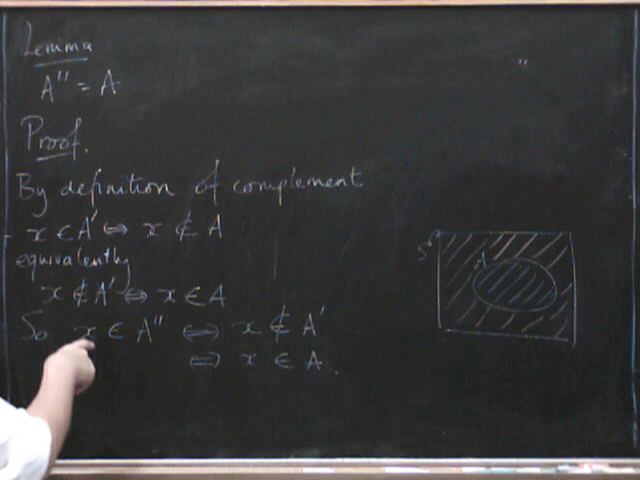 Lemma
A'' = A
Proof.
By definition of complement
x ∈ A' ⇔ x ∉ A
equivalently
x ∉ A' ⇔ x ∈ A
So x ∈ A'' ⇔ x ∉ A'
⇔ x ∈ A.
S
A